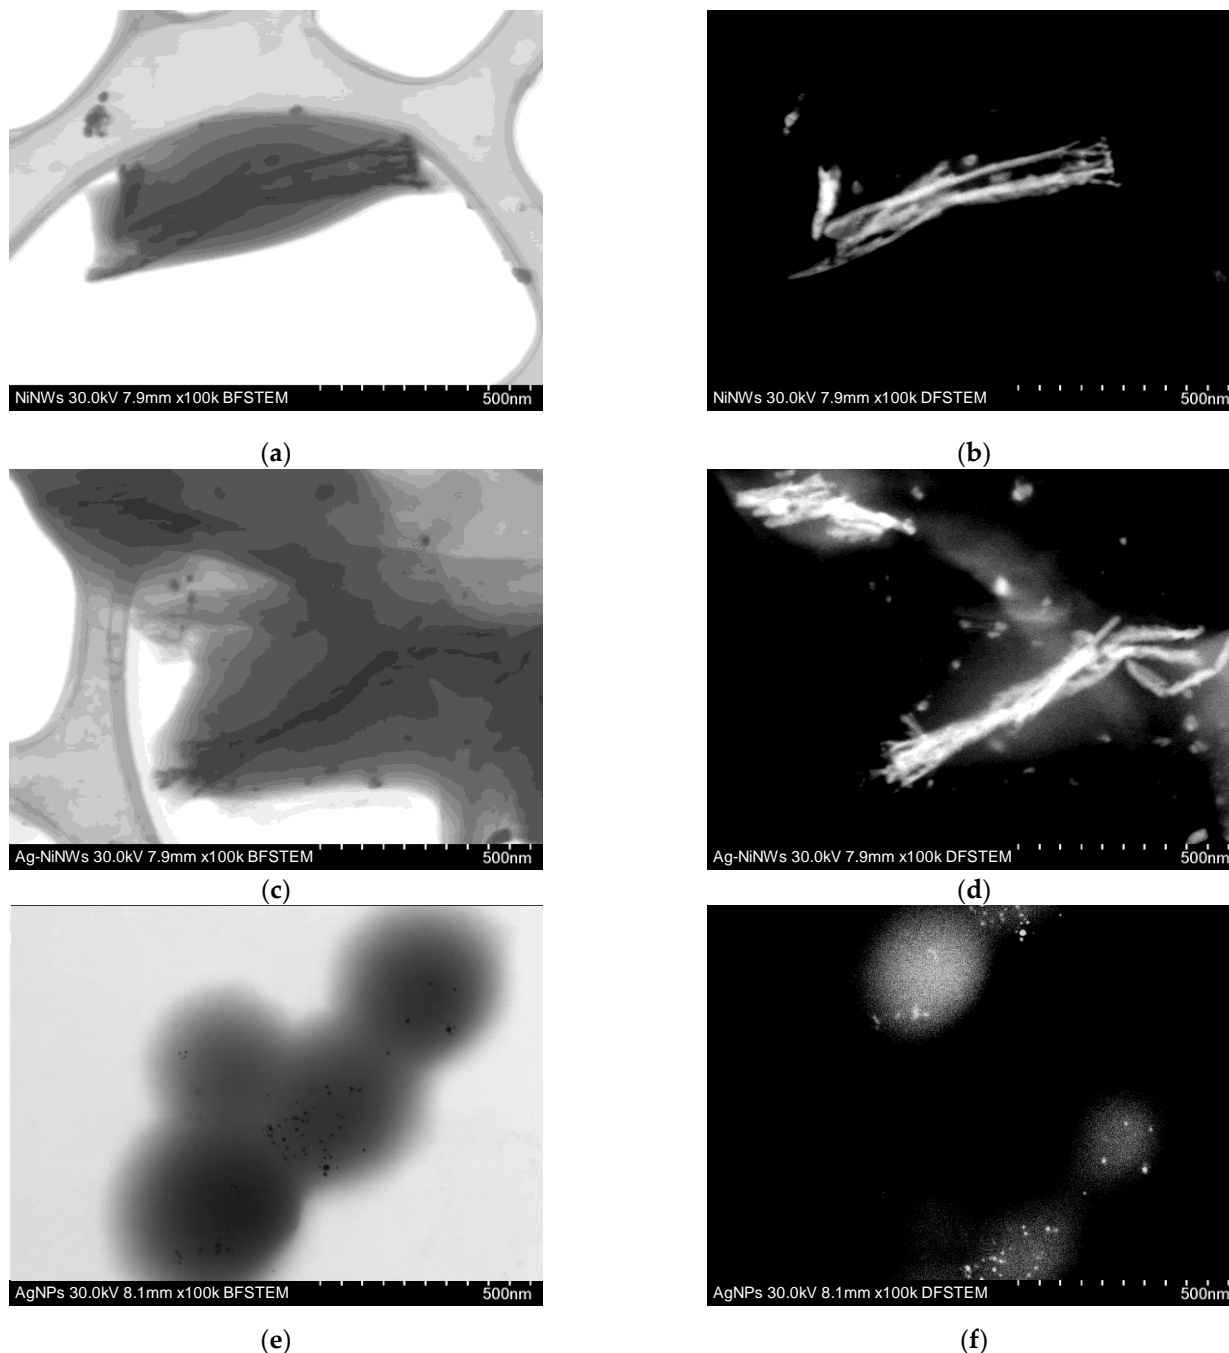 NiNWs 30.0kV 7.9mm x100k BFSTEM 500nm
NiNWs 30.0kV 7.9mm x100k DFSTEM 500nm
(a)
(b)
Ag-NiNWs 30.0kV 7.9mm x100k BFSTEM 500nm
Ag-NiNWs 30.0kV 7.9mm x100k DFSTEM 500nm
(c)
(d)
AgNPs 30.0kV 8.1mm x100k BFSTEM 500nm
AgNPs 30.0kV 8.1mm x100k DFSTEM 500nm
(e)
(f)